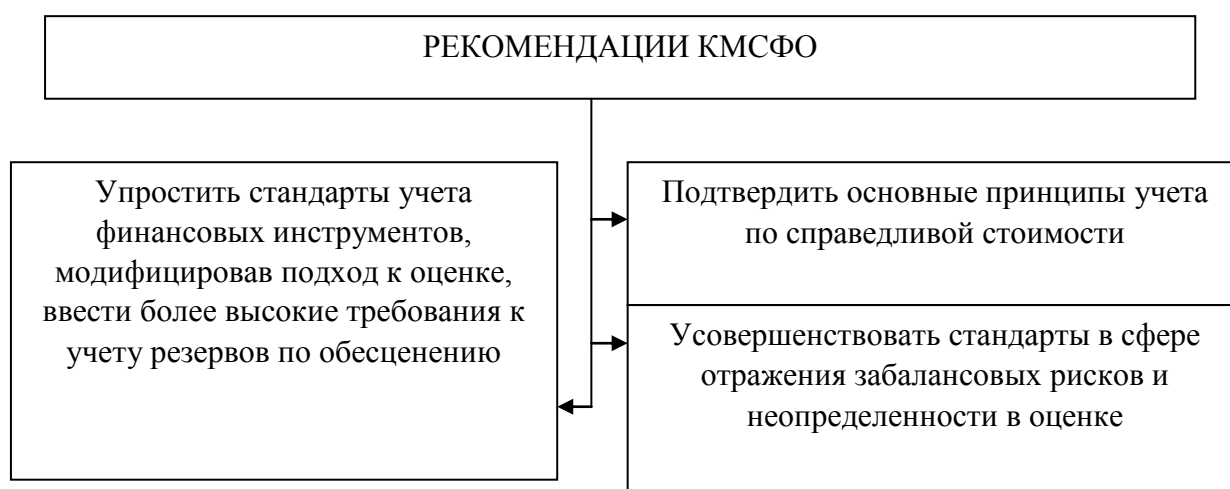 РЕКОМЕНДАЦИИ КМСФО
Упростить стандарты учета
финансовых инструментов,
модифицировав подход к оценке,
ввести более высокие требования к
учету резервов по обесценению
Подтвердить основные принципы учета
по справедливой стоимости
Усовершенствовать стандарты в сфере
отражения забалансовых рисков и
неопределенности в оценке